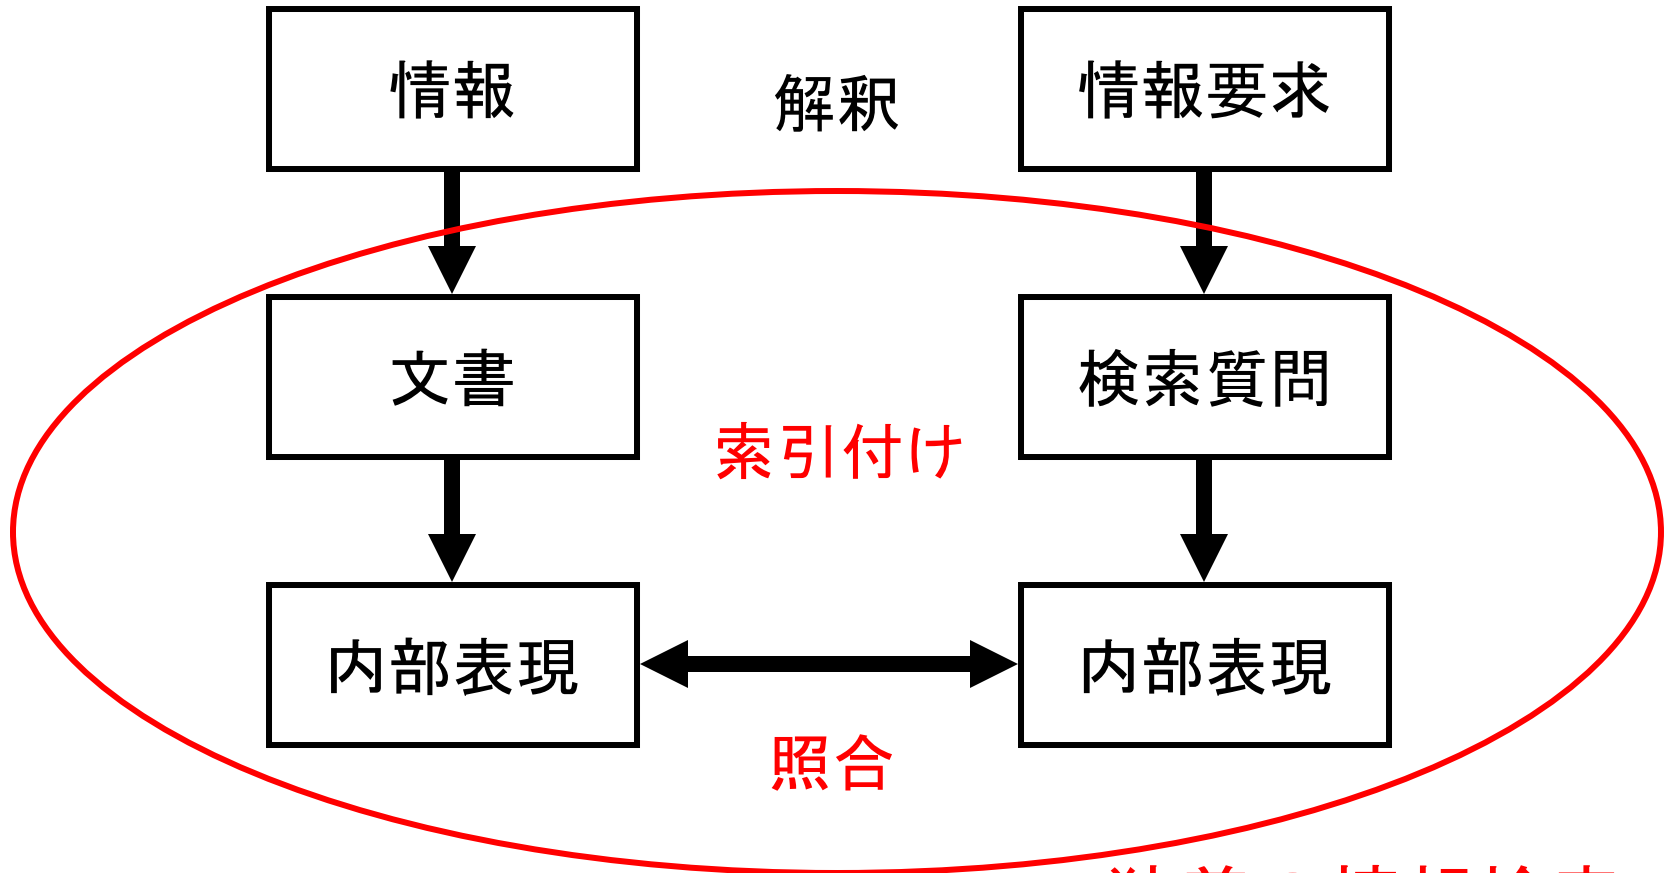 情報
解釈
情報要求
文書
検索質問
索引付け
内部表現
内部表現
照合